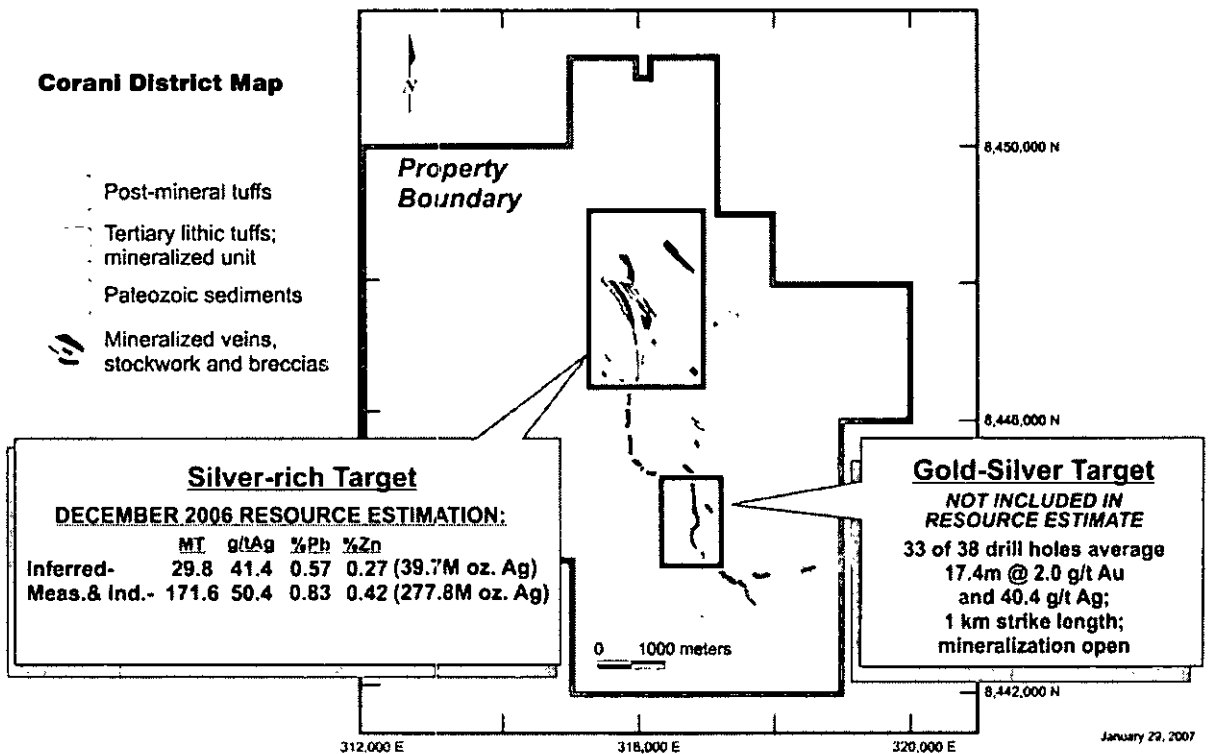 Corani District Map
N
Property
Boundary
8,450,000 N
Post-mineral tuffs
Tertiary lithic tuffs;
mineralized unit
Paleozoic sediments
Mineralized veins,
stockwork and breccias
8,446,000 N
Silver-rich Target
DECEMBER 2006 RESOURCE ESTIMATION:
MT g/tAg %Pb %Zn
Inferred- 29.8 41.4 0.57 0.27 (39.7M oz. Ag)
Meas.& Ind.- 171.6 50.4 0.83 0.42 (277.8M oz. Ag)
Gold-Silver Target
NOT INCLUDED IN
RESOURCE ESTIMATE
33 of 38 drill holes average
17.4m @ 2.0 g/t Au
and 40.4 g/t Ag;
1 km strike length;
mineralization open
0 1000 meters
8,442,000 N
312,000 E 316,000 E 320,000 E
January 29, 2007